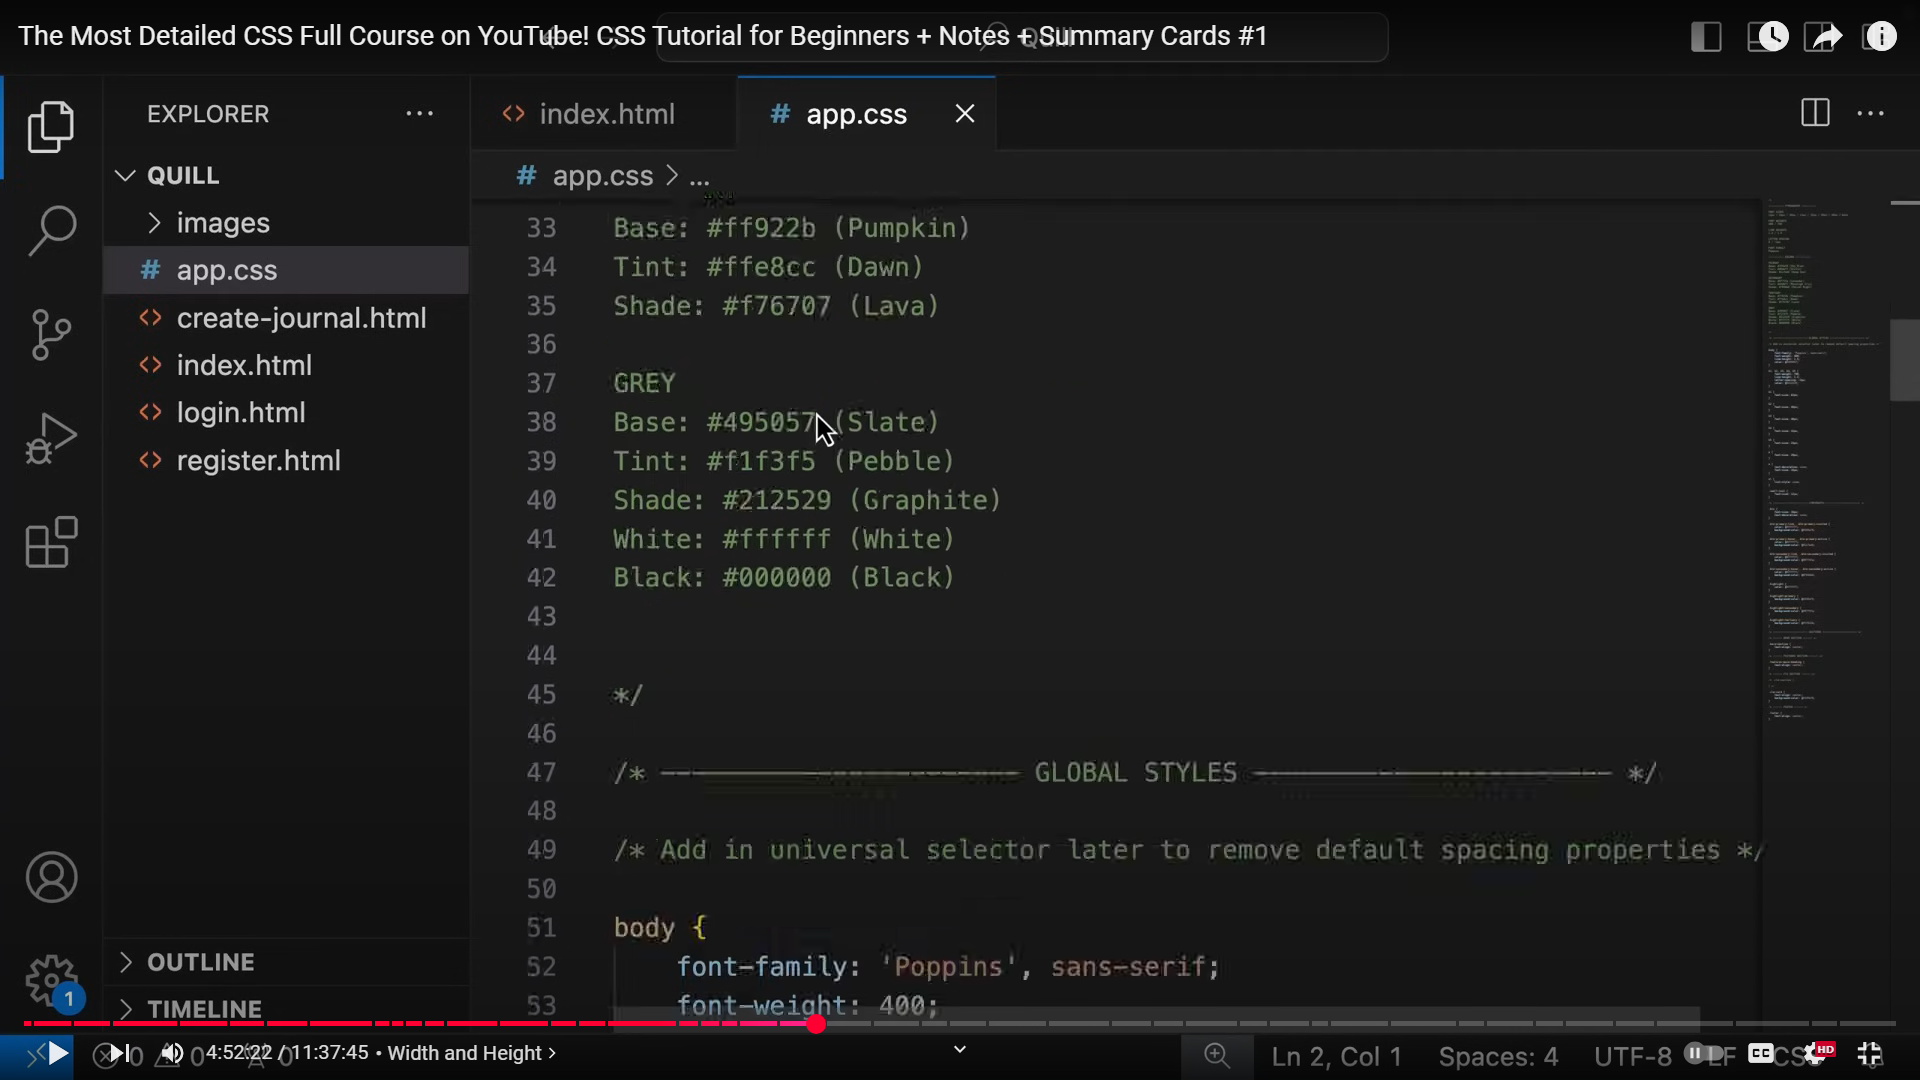 The Most Detailed CSS Full Course on YouTube! CSS Tutorial for Beginners + Notes + Summary Cards #1
EXPLORER
index.html
# app.css
QUILL
# app.css > ...
images
# app.css
create-journal.html
index.html
login.html
register.html
33 Base: #ff922b (Pumpkin)
34 Tint: #ffe8cc (Dawn)
35 Shade: #f76707 (Lava)
36
37 GREY
38 Base: #495057 (Slate)
39 Tint: #f1f3f5 (Pebble)
40 Shade: #212529 (Graphite)
41 White: #ffffff (White)
42 Black: #000000 (Black)
43
44
45 */
46
47 /* ——————————— GLOBAL STYLES ——————————— */
48
49 /* Add in universal selector later to remove default spacing properties */
50
51 body {
52 font-family: 'Poppins', sans-serif;
53 font-weight: 400;
OUTLINE
1
TIMELINE
4:52:22 / 11:37:45 • Width and Height >
Ln 2, Col 1 Spaces: 4 UTF-8 LF CSS
CC
HD